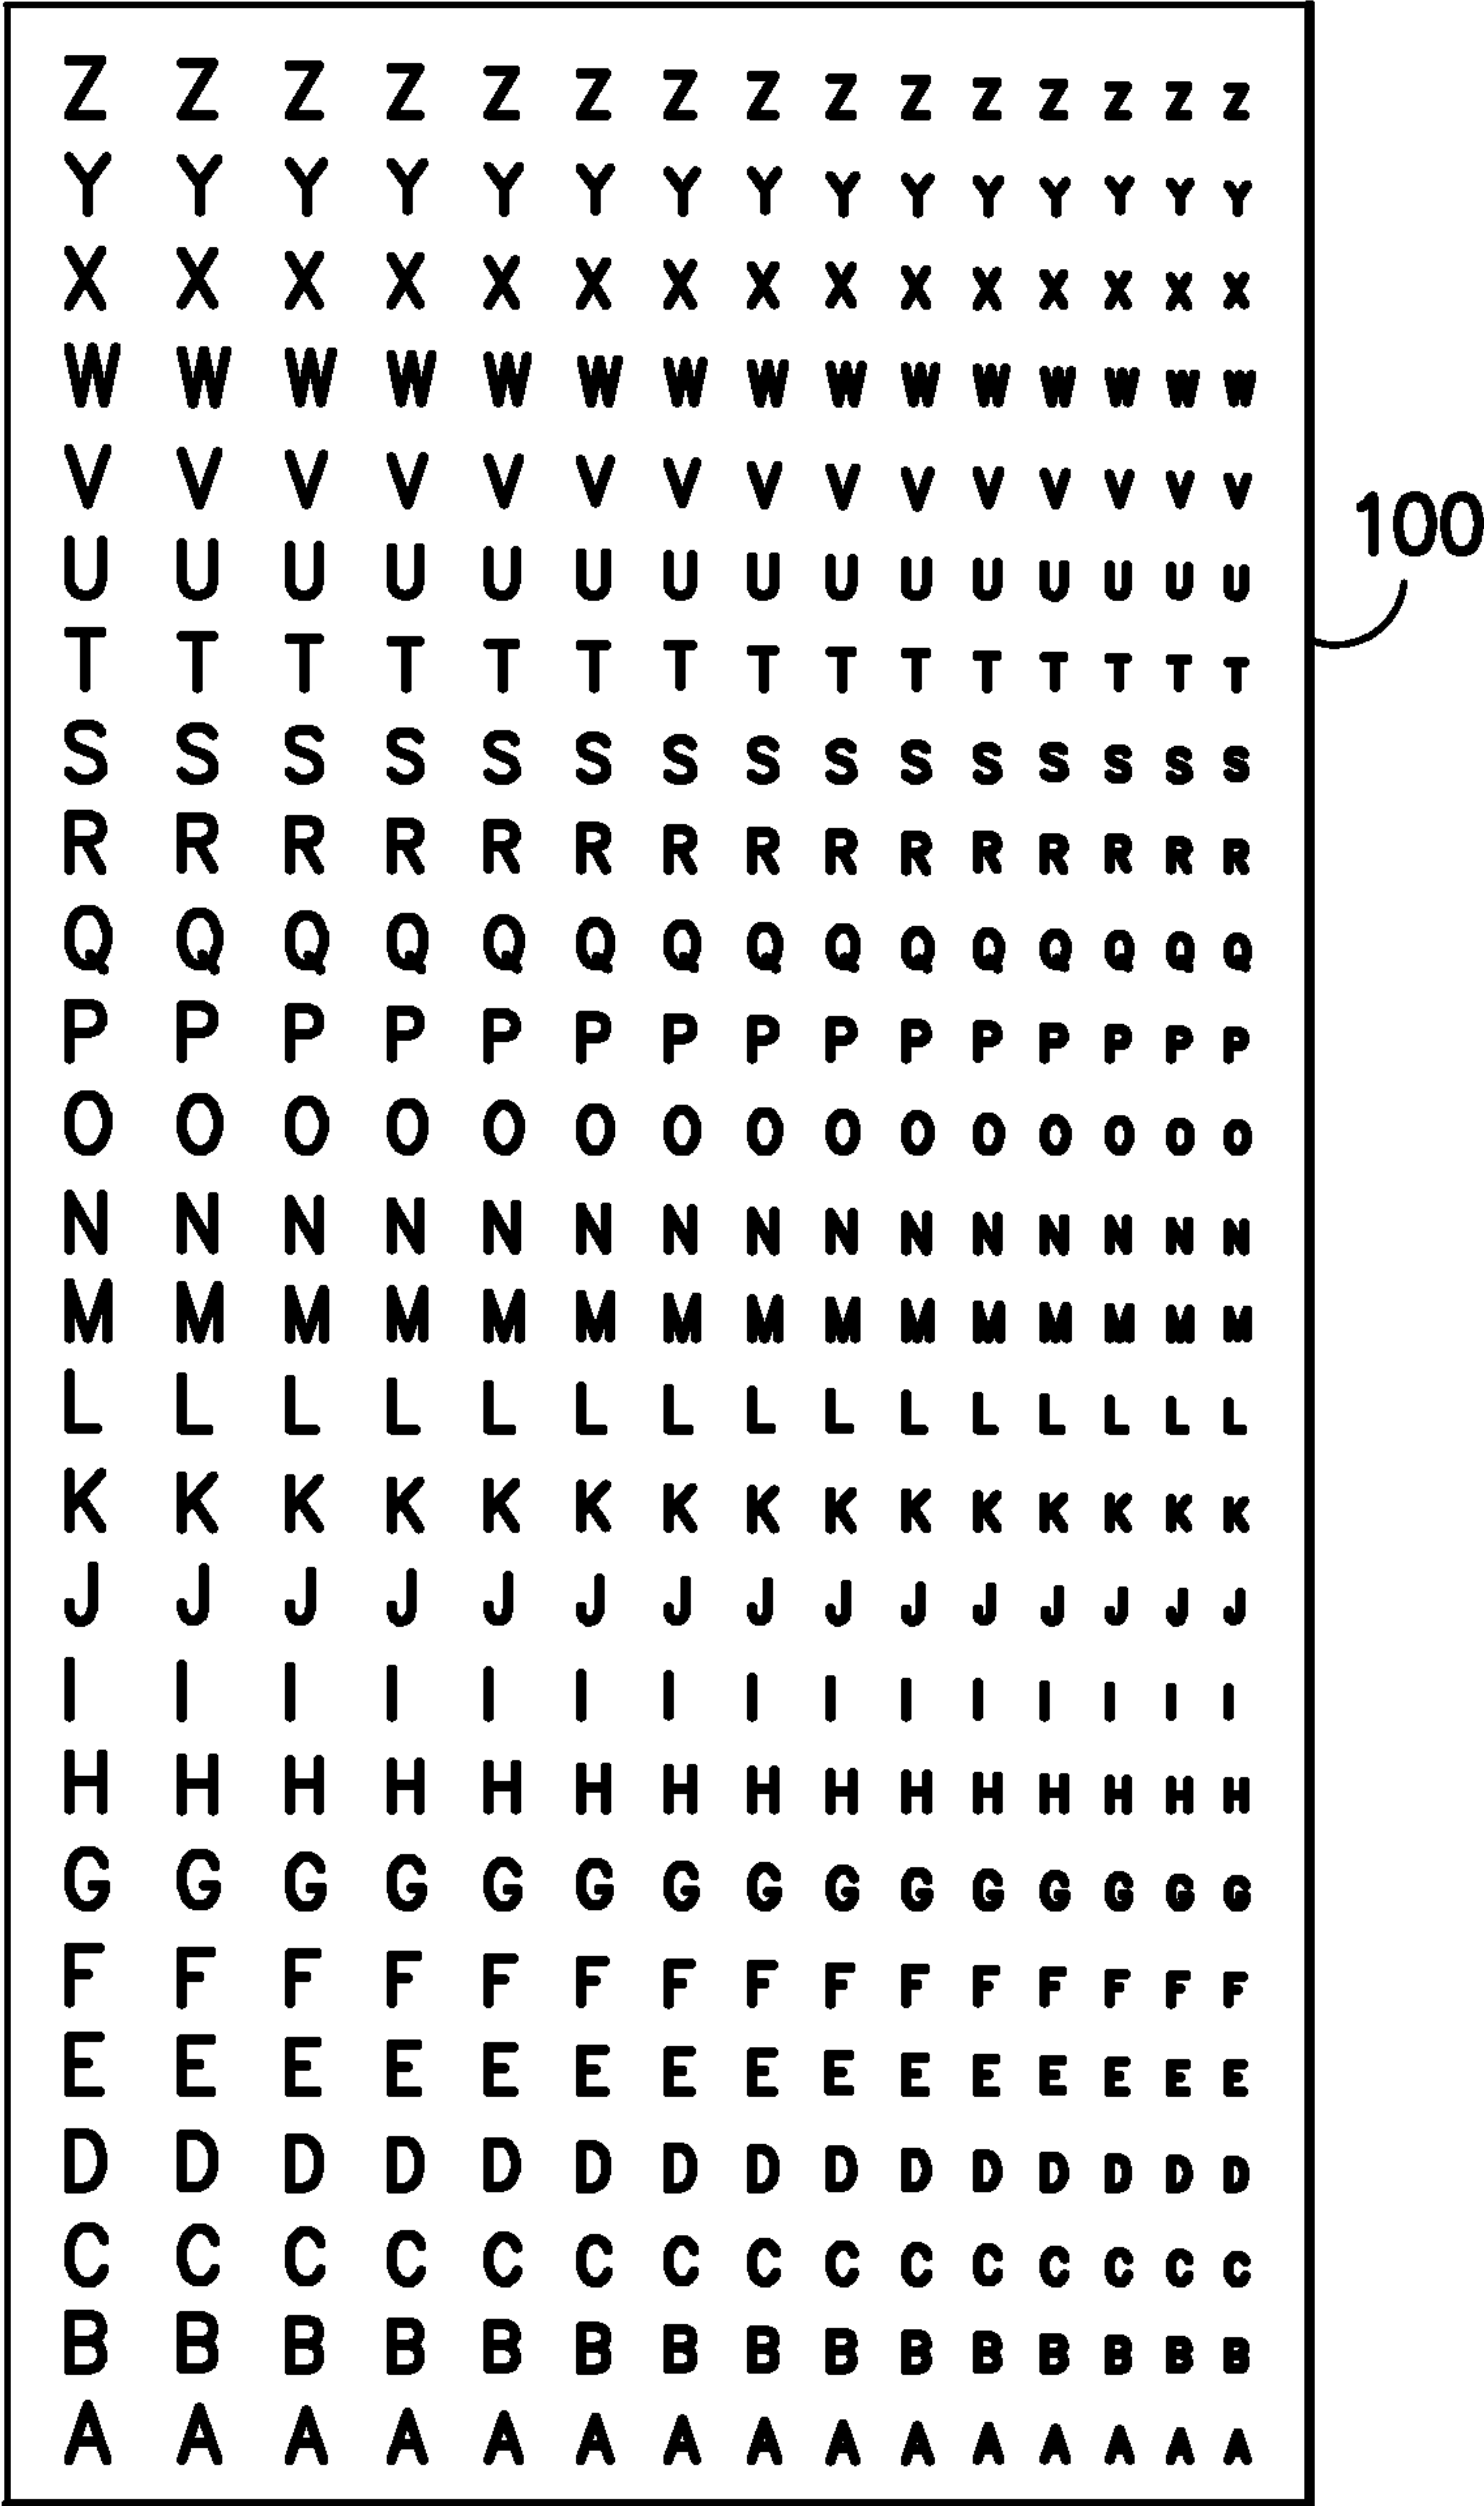 Z Z Z Z Z Z Z Z Z Z Z Z Z Z Z
Y Y Y Y Y Y Y Y Y Y Y Y Y Y Y
X X X X X X X X X X X X X X X
W W W W W W W W W W W W W W W
V V V V V V V V V V V V V V V
100
U U U U U U U U U U U U U U U
T T T T T T T T T T T T T T T
S S S S S S S S S S S S S S S
R R R R R R R R R R R R R R R
Q Q Q Q Q Q Q Q Q Q Q Q Q Q Q
P P P P P P P P P P P P P P P
O O O O O O O O O O O O O O O
N N N N N N N N N N N N N N N
M M M M M M M M M M M M M M M
L L L L L L L L L L L L L L L
K K K K K K K K K K K K K K K
J J J J J J J J J J J J J J J
I I I I I I I I I I I I I I I
H H H H H H H H H H H H H H H
G G G G G G G G G G G G G G G
F F F F F F F F F F F F F F F
E E E E E E E E E E E E E E E
D D D D D D D D D D D D D D D
C C C C C C C C C C C C C C C
B B B B B B B B B B B B B B B
A A A A A A A A A A A A A A A